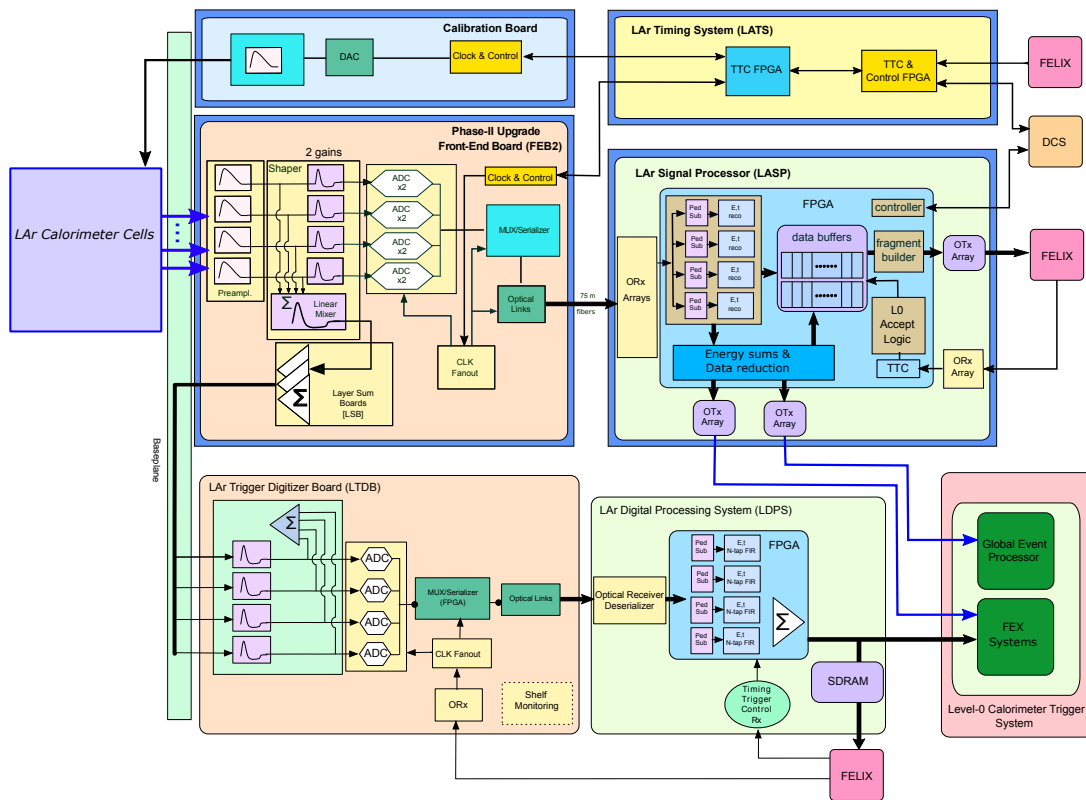 Calibration Board
DAC
Clock & Control
LAr Timing System (LATS)
TTC FPGA
TTC &
Control FPGA
FELIX
DCS
Phase-II Upgrade
Front-End Board (FEB2)
2 gains
Shaper
Preampl.
ADC
x2
ADC
x2
ADC
x2
ADC
x2
Clock & Control
MUX/Serializer
Optical
Links
CLK
Fanout
Σ
Linear
Mixer
Σ
Layer Sum
Boards
[LSB]
LAr Calorimeter Cells
75 m
fibers
Baseplane
LAr Signal Processor (LASP)
ORx
Arrays
FPGA
Ped
Sub
E,t
reco
Ped
Sub
E,t
reco
Ped
Sub
E,t
reco
Ped
Sub
E,t
reco
data buffers
controller
fragment
builder
OTx
Array
FELIX
L0
Accept
Logic
TTC
ORx
Array
Energy sums &
Data reduction
OTx
Array
OTx
Array
LAr Trigger Digitizer Board (LTDB)
Σ
ADC
ADC
ADC
ADC
MUX/Serializer
(FPGA)
Optical Links
CLK Fanout
ORx
Shelf
Monitoring
LAr Digital Processing System (LDPS)
Optical Receiver
Deserializer
FPGA
Ped
Sub
E,t
N-tap FIR
Ped
Sub
E,t
N-tap FIR
Ped
Sub
E,t
N-tap FIR
Ped
Sub
E,t
N-tap FIR
Σ
SDRAM
Timing
Trigger
Control
Rx
FELIX
Global Event
Processor
FEX
Systems
Level-0 Calorimeter Trigger
System